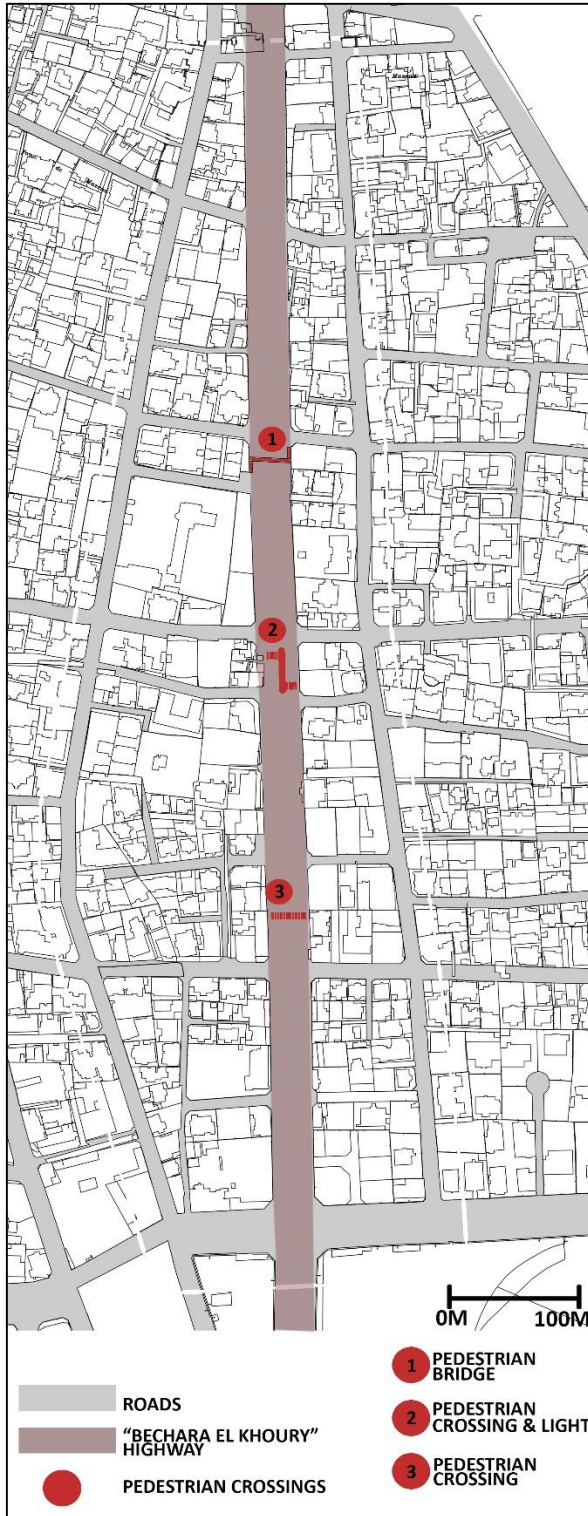 1
2
3
0M 100M
ROADS
"BECHARA EL KHOURY"
HIGHWAY
PEDESTRIAN CROSSINGS
1 PEDESTRIAN
BRIDGE
2 PEDESTRIAN
CROSSING & LIGHT
3 PEDESTRIAN
CROSSING